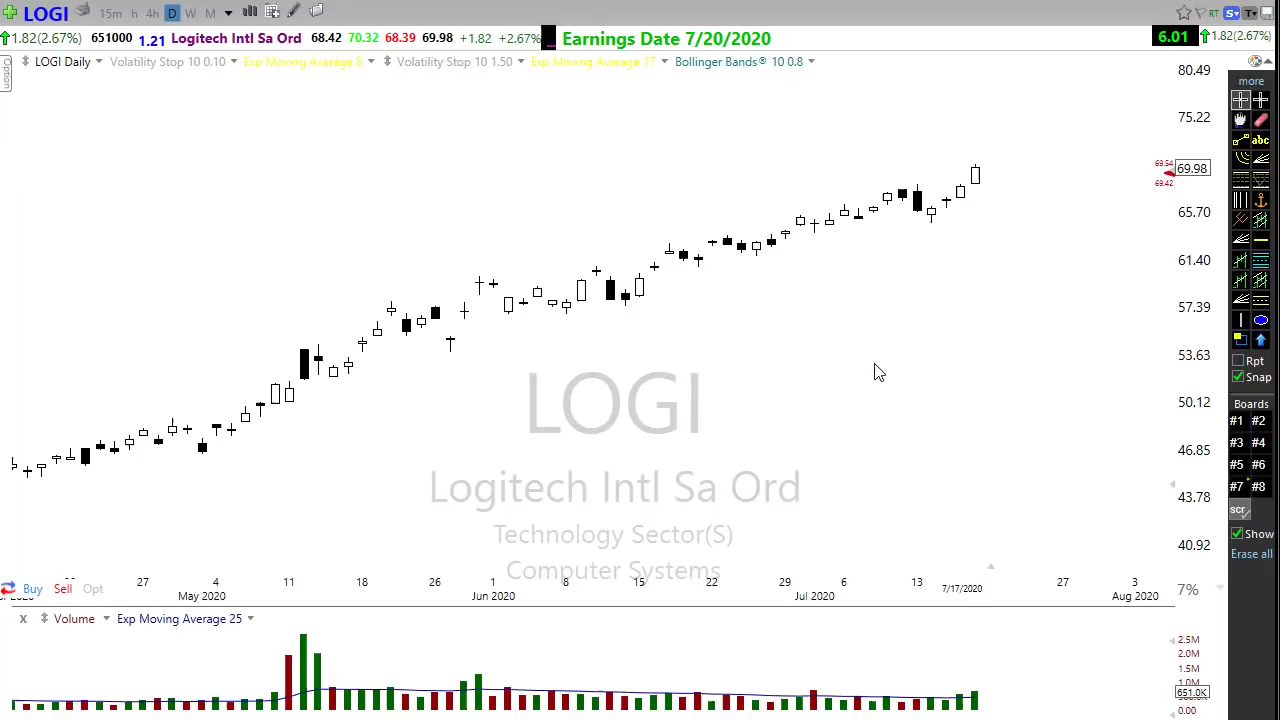 LOGI 15m h 4h D W M RT S T
1.82(2.67%) 651000 1.21 Logitech Intl Sa Ord 68.42 70.32 68.39 69.98 +1.82 +2.67% Earnings Date 7/20/2020 6.01 1.82(2.67%)
Option LOGI Daily Volatility Stop 10 0.10 Exp Moving Average 8 Volatility Stop 10 1.50 Exp Moving Average 17 Bollinger Bands® 10 0.8
80.49
more
75.22
abc
69.54
69.98
69.42
65.70
61.40
57.39
53.63
Rpt
Snap
LOGI
50.12
Boards
#1 #2
#3 #4
46.85
#5 #6
Logitech Intl Sa Ord
43.78
#7 #8
scr
Technology Sector(S)
40.92
Show
Erase all
Computer Systems
27 4 11 18 26 1 8 15 22 29 6 13 7/17/2020 27 3
Buy Sell Opt 7%
May 2020 Jun 2020 Jul 2020 Aug 2020
x Volume Exp Moving Average 25
2.5M
2.0M
1.5M
1.0M
651.0K
0.00